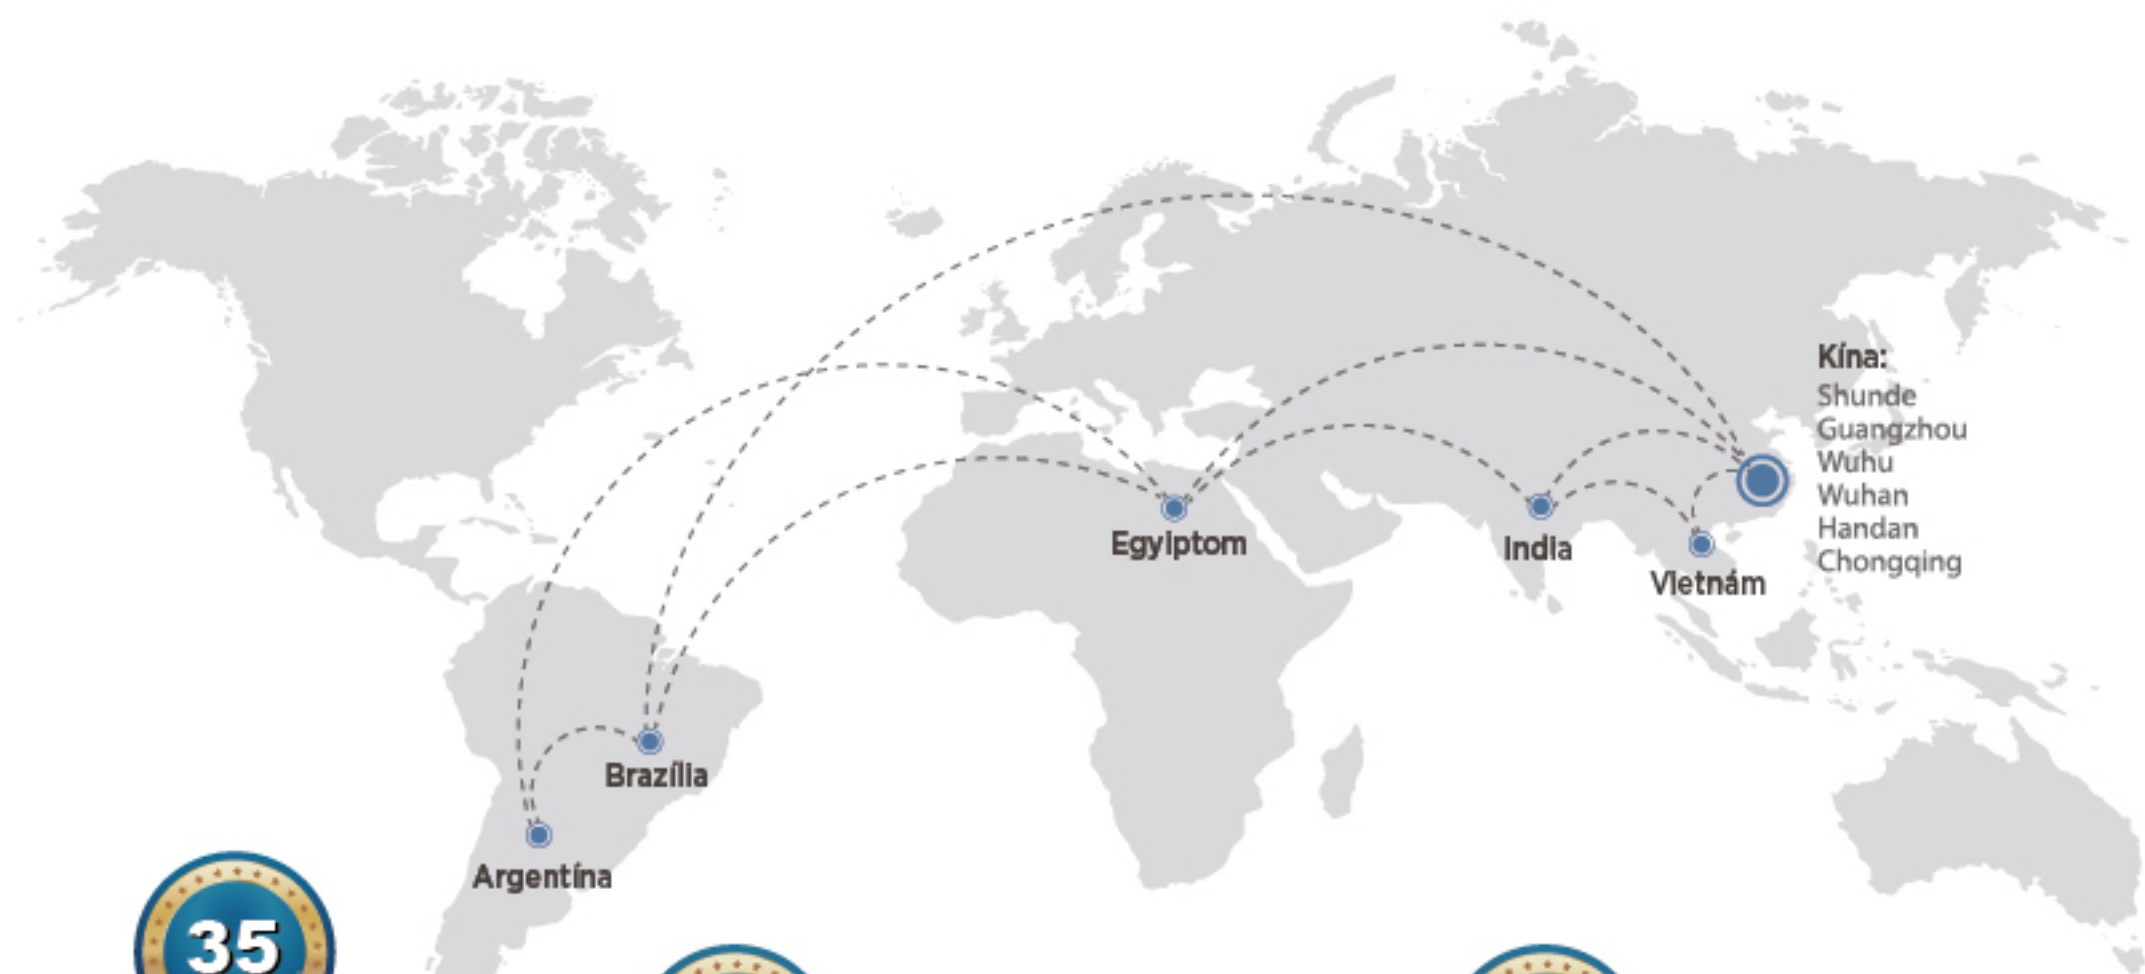 Kína:
Shunde
Guangzhou
Wuhu
Wuhan
Handan
Chongqing
Egyiptom
India
Vietnám
Brazília
Argentína
35